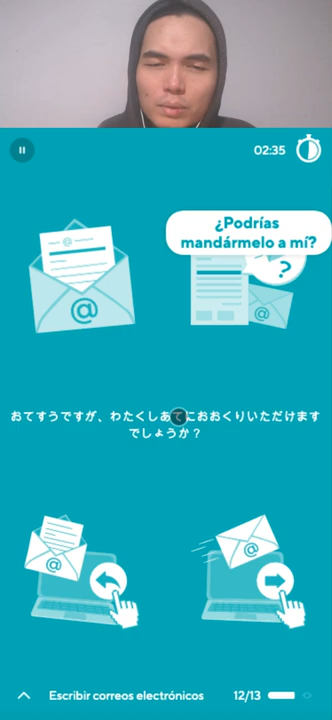 02:35
¿Podrías
mandármelo a mí?
?
@
@
おてすうですが、わたくしあてにおおくりいただけます
でしょうか？
@
@
Escribir correos electrónicos 12/13